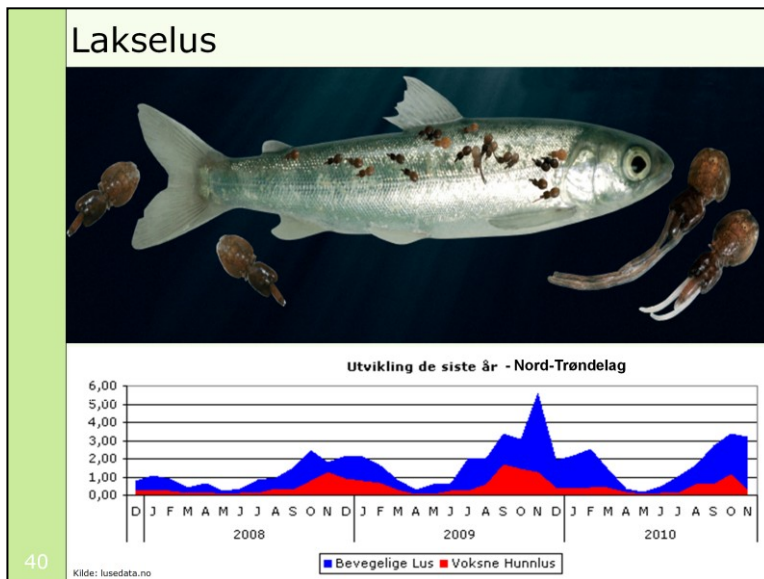 Lakselus
Utvikling de siste år - Nord-Trøndelag
6,00
5,00
4,00
3,00
2,00
1,00
0,00
D J F M A M J J A S O N D J F M A M J J A S O N D J F M A M J J A S O N
2008 2009 2010
Bevegelige Lus Voksne Hunnlus
40
Kilde: lusedata.no